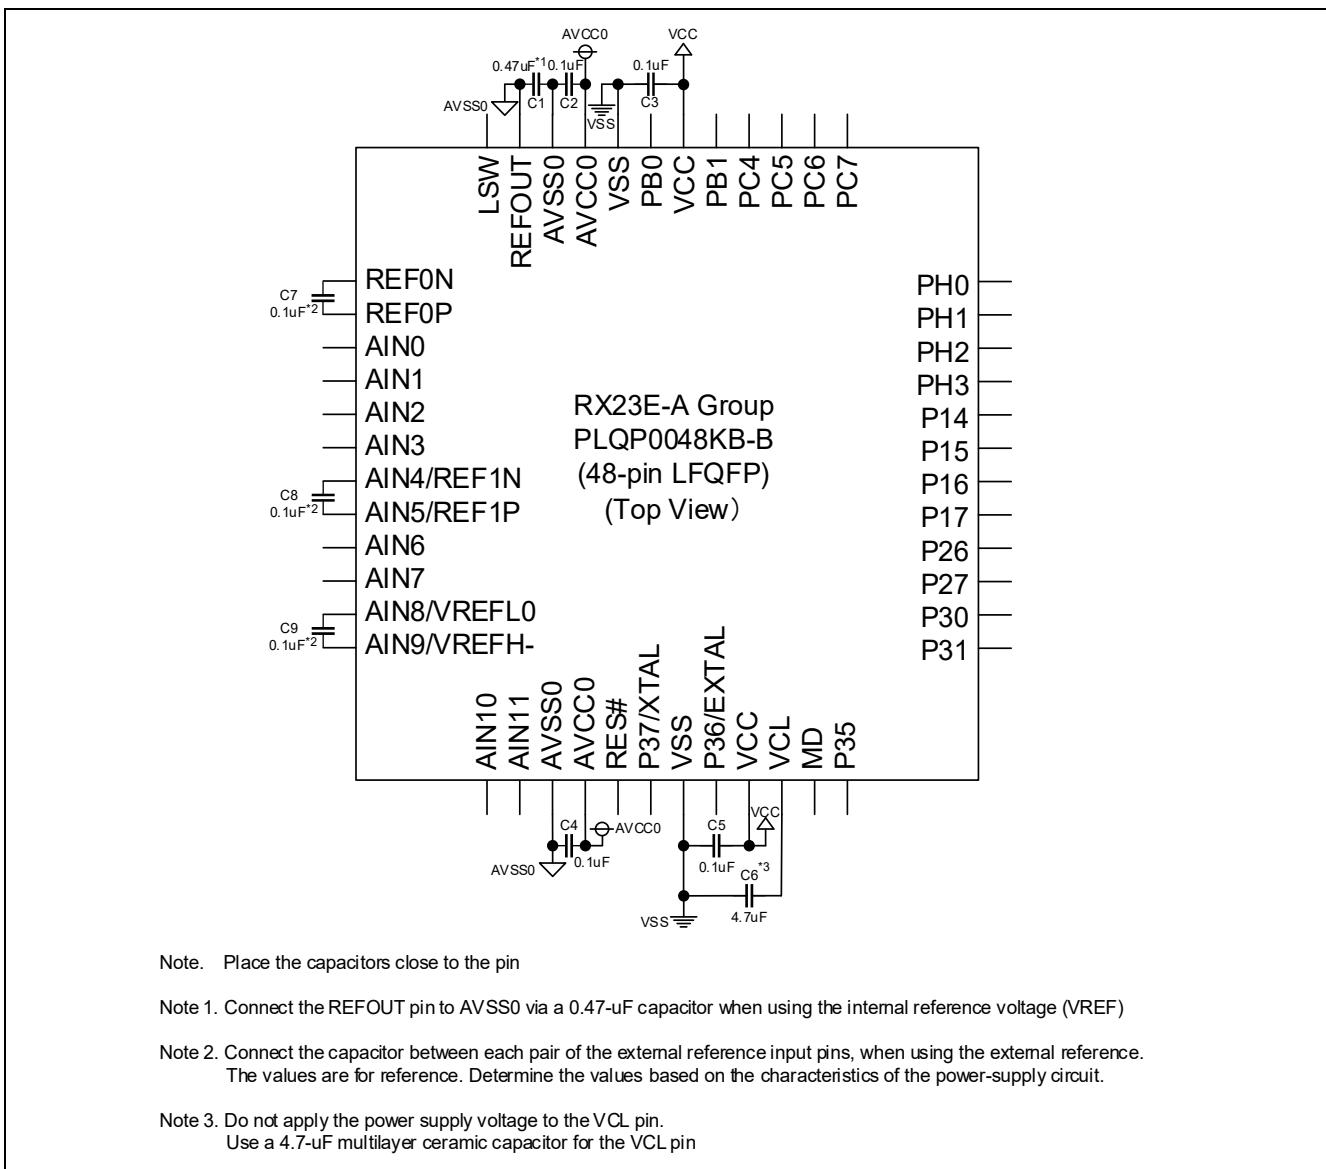 AVCC0
VCC
0.47uF*1
0.1uF
0.1uF
AVSS0
C1
C2
VSS
C3
LSW
REFOUT
AVSS0
AVCC0
VSS
PB0
VCC
PB1
PC4
PC5
PC6
PC7
C7
0.1uF*2
REF0N
REF0P
AIN0
AIN1
AIN2
AIN3
C8
0.1uF*2
AIN4/REF1N
AIN5/REF1P
AIN6
AIN7
C9
0.1uF*2
AIN8/VREFL0
AIN9/VREFH-
RX23E-A Group
PLQP0048KB-B
(48-pin LFQFP)
(Top View)
PH0
PH1
PH2
PH3
P14
P15
P16
P17
P26
P27
P30
P31
AIN10
AIN11
AVSS0
AVCC0
RES#
P37/XTAL
VSS
P36/EXTAL
VCC
VCL
MD
P35
C4
AVCC0
0.1uF
AVSS0
C5
VCC
0.1uF
C6*3
4.7uF
VSS
Note. Place the capacitors close to the pin
Note 1. Connect the REFOUT pin to AVSS0 via a 0.47-uF capacitor when using the internal reference voltage (VREF)
Note 2. Connect the capacitor between each pair of the external reference input pins, when using the external reference.
The values are for reference. Determine the values based on the characteristics of the power-supply circuit.
Note 3. Do not apply the power supply voltage to the VCL pin.
Use a 4.7-uF multilayer ceramic capacitor for the VCL pin